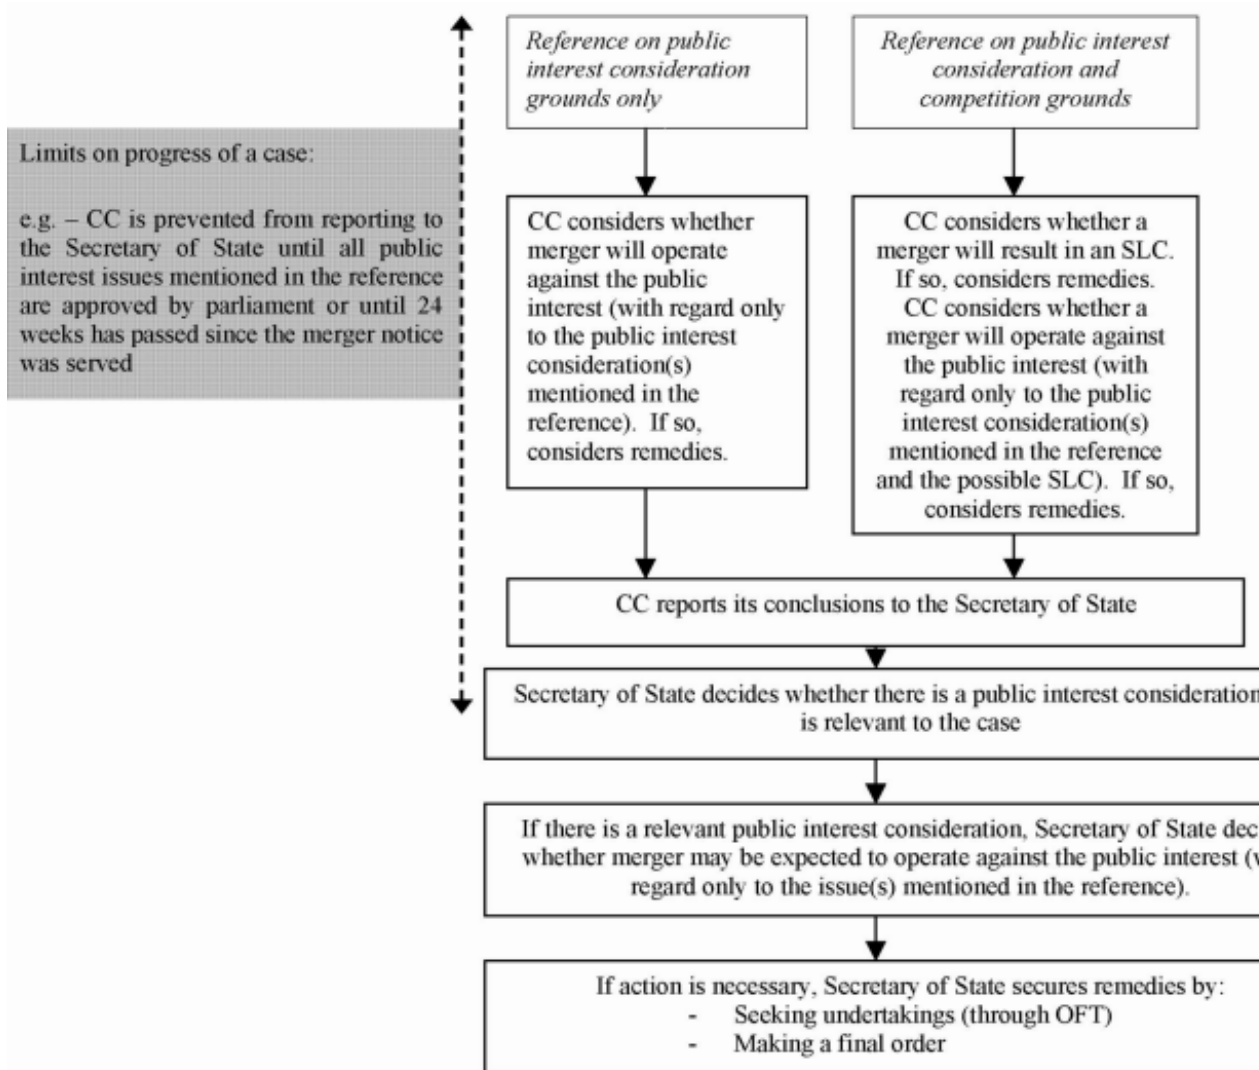 Reference on public
interest consideration
grounds only
Reference on public interest
consideration and
competition grounds
Limits on progress of a case:
e.g. – CC is prevented from reporting to
the Secretary of State until all public
interest issues mentioned in the reference
are approved by parliament or until 24
weeks has passed since the merger notice
was served
CC considers whether
merger will operate
against the public
interest (with regard only
to the public interest
consideration(s)
mentioned in the
reference). If so,
considers remedies.
CC considers whether a
merger will result in an SLC.
If so, considers remedies.
CC considers whether a
merger will operate against
the public interest (with
regard only to the public
interest consideration(s)
mentioned in the reference
and the possible SLC). If so,
considers remedies.
CC reports its conclusions to the Secretary of State
Secretary of State decides whether there is a public interest consideration
is relevant to the case
If there is a relevant public interest consideration, Secretary of State
whether merger may be expected to operate against the public interest
regard only to the issue(s) mentioned in the reference).
If action is necessary, Secretary of State secures remedies by:
- Seeking undertakings (through OFT)
- Making a final order